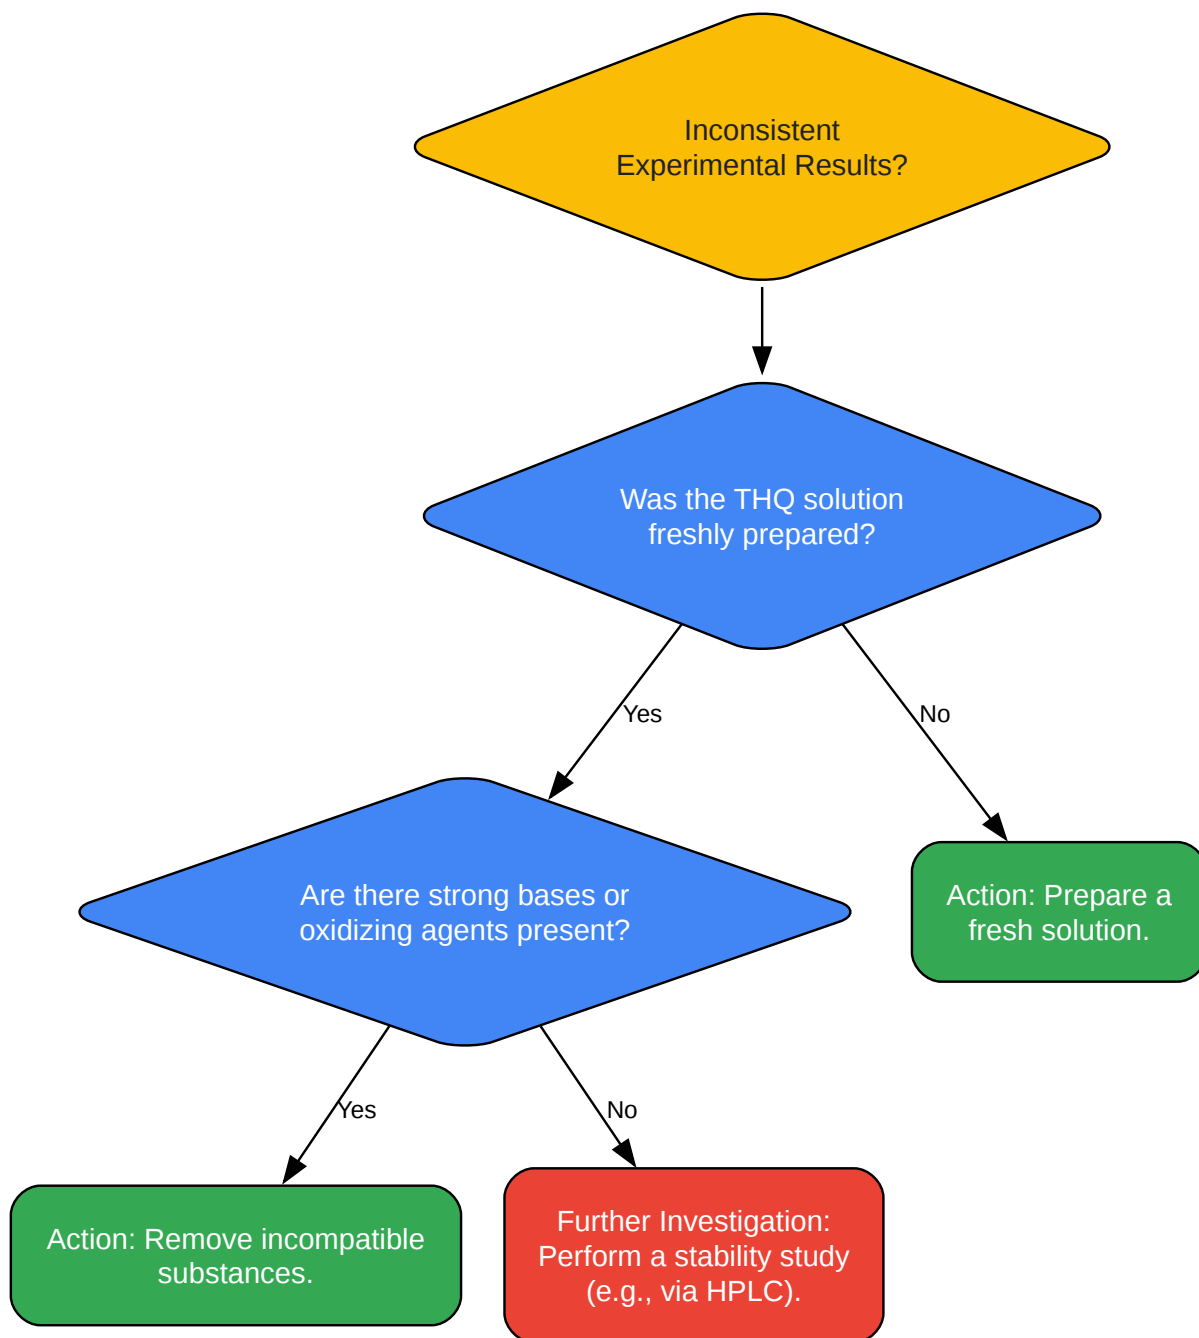 Inconsistent
Experimental Results?
Was the THQ solution
freshly prepared?
Yes
No
Are there strong bases or
oxidizing agents present?
Action: Prepare a
fresh solution.
Yes
No
Action: Remove incompatible
substances.
Further Investigation:
Perform a stability study
(e.g., via HPLC).